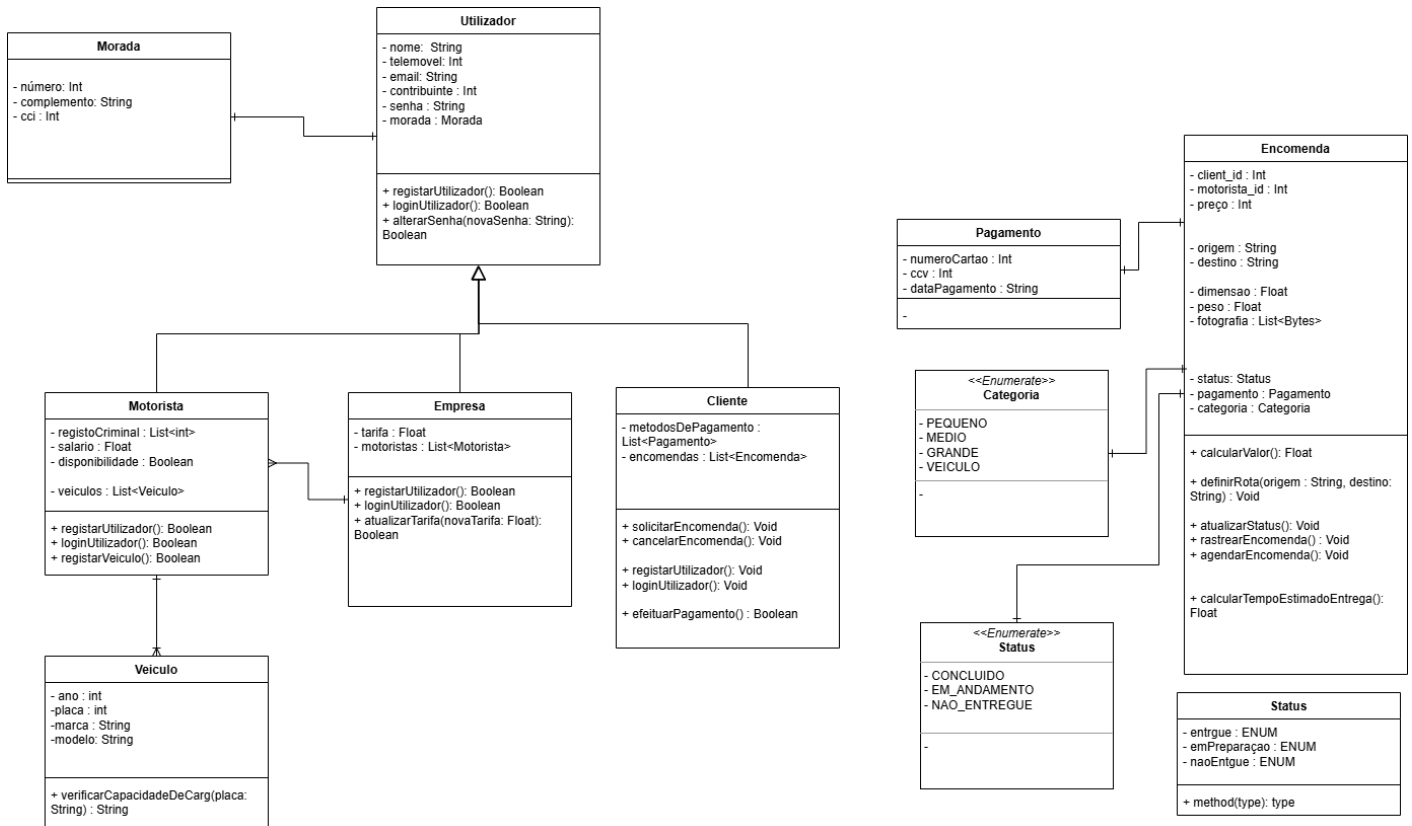 Morada
- número: Int
- complemento: String
- cci : Int
Utilizador
- nome:  String
- telemovel: Int
- email: String
- contribuinte : Int
- senha : String
- morada : Morada
+ registarUtilizador(): Boolean
+ loginUtilizador(): Boolean
+ alterarSenha(novaSenha: String):
Boolean
Motorista
- registoCriminal : List<int>
- salario : Float
- disponibilidade : Boolean
- veiculos : List<Veiculo>
+ registarUtilizador(): Boolean
+ loginUtilizador(): Boolean
+ registarVeiculo(): Boolean
Empresa
- tarifa : Float
- motoristas : List<Motorista>
+ registarUtilizador(): Boolean
+ loginUtilizador(): Boolean
+ atualizarTarifa(novaTarifa: Float):
Boolean
Cliente
- metodosDePagamento :
List<Pagamento>
- encomendas : List<Encomenda>
+ solicitarEncomenda(): Void
+ cancelarEncomenda(): Void
+ registarUtilizador(): Void
+ loginUtilizador(): Void
+ efeituarPagamento() : Boolean
Veiculo
- ano : int
-placa : int
-marca : String
-modelo: String
+ verificarCapacidadeDeCarg(placa:
String) : String
Pagamento
- numeroCartao : Int
- ccv : Int
- dataPagamento : String
-
<<Enumerate>>
Categoria
- PEQUENO
- MEDIO
- GRANDE
- VEICULO
-
<<Enumerate>>
Status
- CONCLUIDO
- EM_ANDAMENTO
- NAO_ENTREGUE
-
Encomenda
- client_id : Int
- motorista_id : Int
- preço : Int
- origem : String
- destino : String
- dimensao : Float
- peso : Float
- fotografia : List<Bytes>
- status: Status
- pagamento : Pagamento
- categoria : Categoria
+ calcularValor(): Float
+ definirRota(origem : String, destino:
String) : Void
+ atualizarStatus(): Void
+ rastrearEncomenda() : Void
+ agendarEncomenda(): Void
+ calcularTempoEstimadoEntrega():
Float
Status
- entrgue : ENUM
- emPreparaçao : ENUM
- naoEntgue : ENUM
+ method(type): type